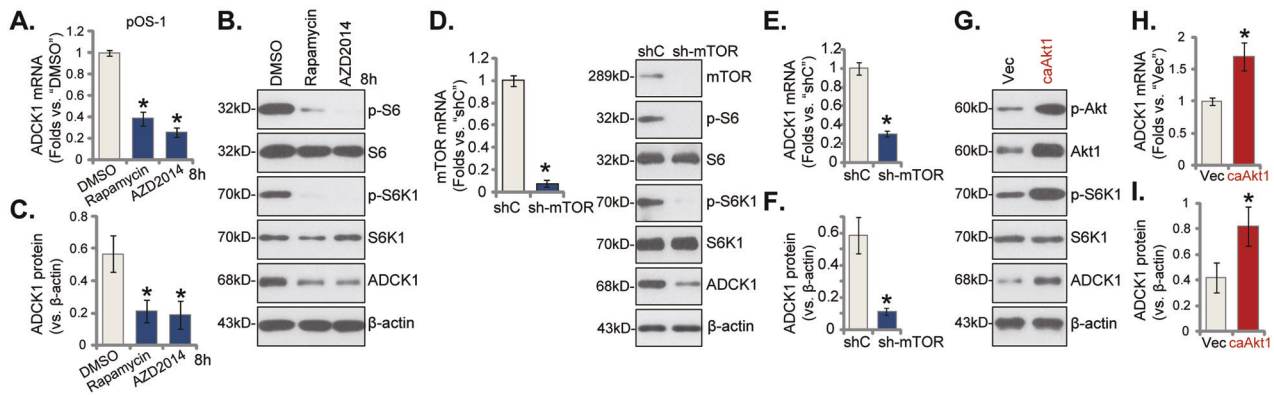 A.
pOS-1
ADCK1 mRNA
(Folds vs. “DMSO”)
1.2
1
0.8
0.6
0.4
0.2
0
*
*
DMSO
Rapamycin
AZD2014
8h
B.
DMSO
Rapamycin
AZD2014
8h
32kD-
p-S6
32kD-
S6
70kD-
p-S6K1
70kD-
S6K1
68kD-
ADCK1
43kD-
β-actin
C.
ADCK1 protein
(vs. β-actin)
0.8
0.6
0.4
0.2
0
*
*
DMSO
Rapamycin
AZD2014
8h
D.
mTOR mRNA
(Folds vs. “shC”)
1.2
1
0.8
0.6
0.4
0.2
0
*
shC sh-mTOR
shC sh-mTOR
289kD-
mTOR
p-S6
32kD-
S6
70kD-
p-S6K1
70kD-
S6K1
68kD-
ADCK1
43kD-
β-actin
E.
ADCK1 mRNA
(Folds vs. “shC”)
1.2
1
0.8
0.6
0.4
0.2
0
*
shC sh-mTOR
F.
ADCK1 protein
(vs. β-actin)
0.8
0.6
0.4
0.2
0
*
shC sh-mTOR
G.
Vec
caAkt1
60kD-
p-Akt
60kD-
Akt1
70kD-
p-S6K1
70kD-
S6K1
68kD-
ADCK1
43kD-
β-actin
H.
ADCK1 mRNA
(Folds vs. “Vec”)
2
1.5
1
0.5
0
*
Vec caAkt1
I.
ADCK1 protein
(vs. β-actin)
1
0.8
0.6
0.4
0.2
0
*
Vec caAkt1